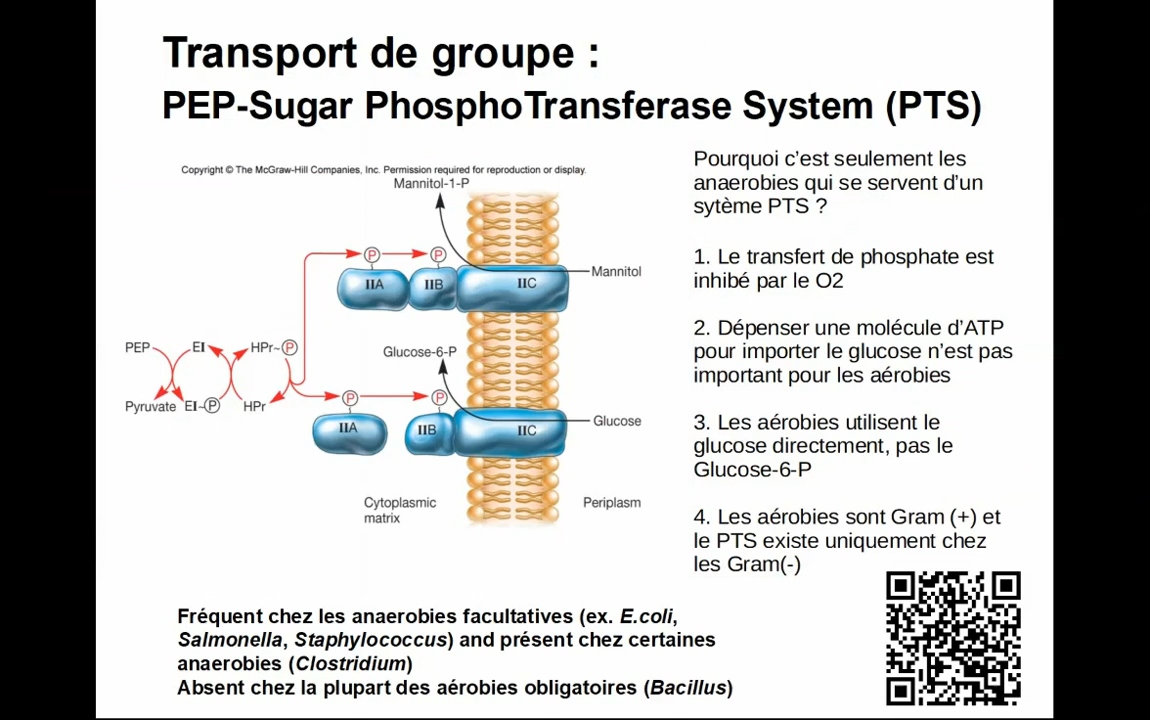 Transport de groupe :
PEP-Sugar PhosphoTransferase System (PTS)
Copyright © The McGraw-Hill Companies, Inc. Permission required for reproduction or display.
Mannitol-1-P
P
P
IIA
IIB
IIC
Mannitol
PEP
EI
HPr~P
Glucose-6-P
Pyruvate
EI~P
HPr
P
P
IIA
IIB
IIC
Glucose
Cytoplasmic
matrix
Periplasm
Pourquoi c’est seulement les
anaerobies qui se servent d’un
sytème PTS ?
1. Le transfert de phosphate est
inhibé par le O2
2. Dépenser une molécule d’ATP
pour importer le glucose n’est pas
important pour les aérobies
3. Les aérobies utilisent le
glucose directement, pas le
Glucose-6-P
4. Les aérobies sont Gram (+) et
le PTS existe uniquement chez
les Gram(-)
Fréquent chez les anaerobies facultatives (ex. E.coli,
Salmonella, Staphylococcus) and présent chez certaines
anaerobies (Clostridium)
Absent chez la plupart des aérobies obligatoires (Bacillus)